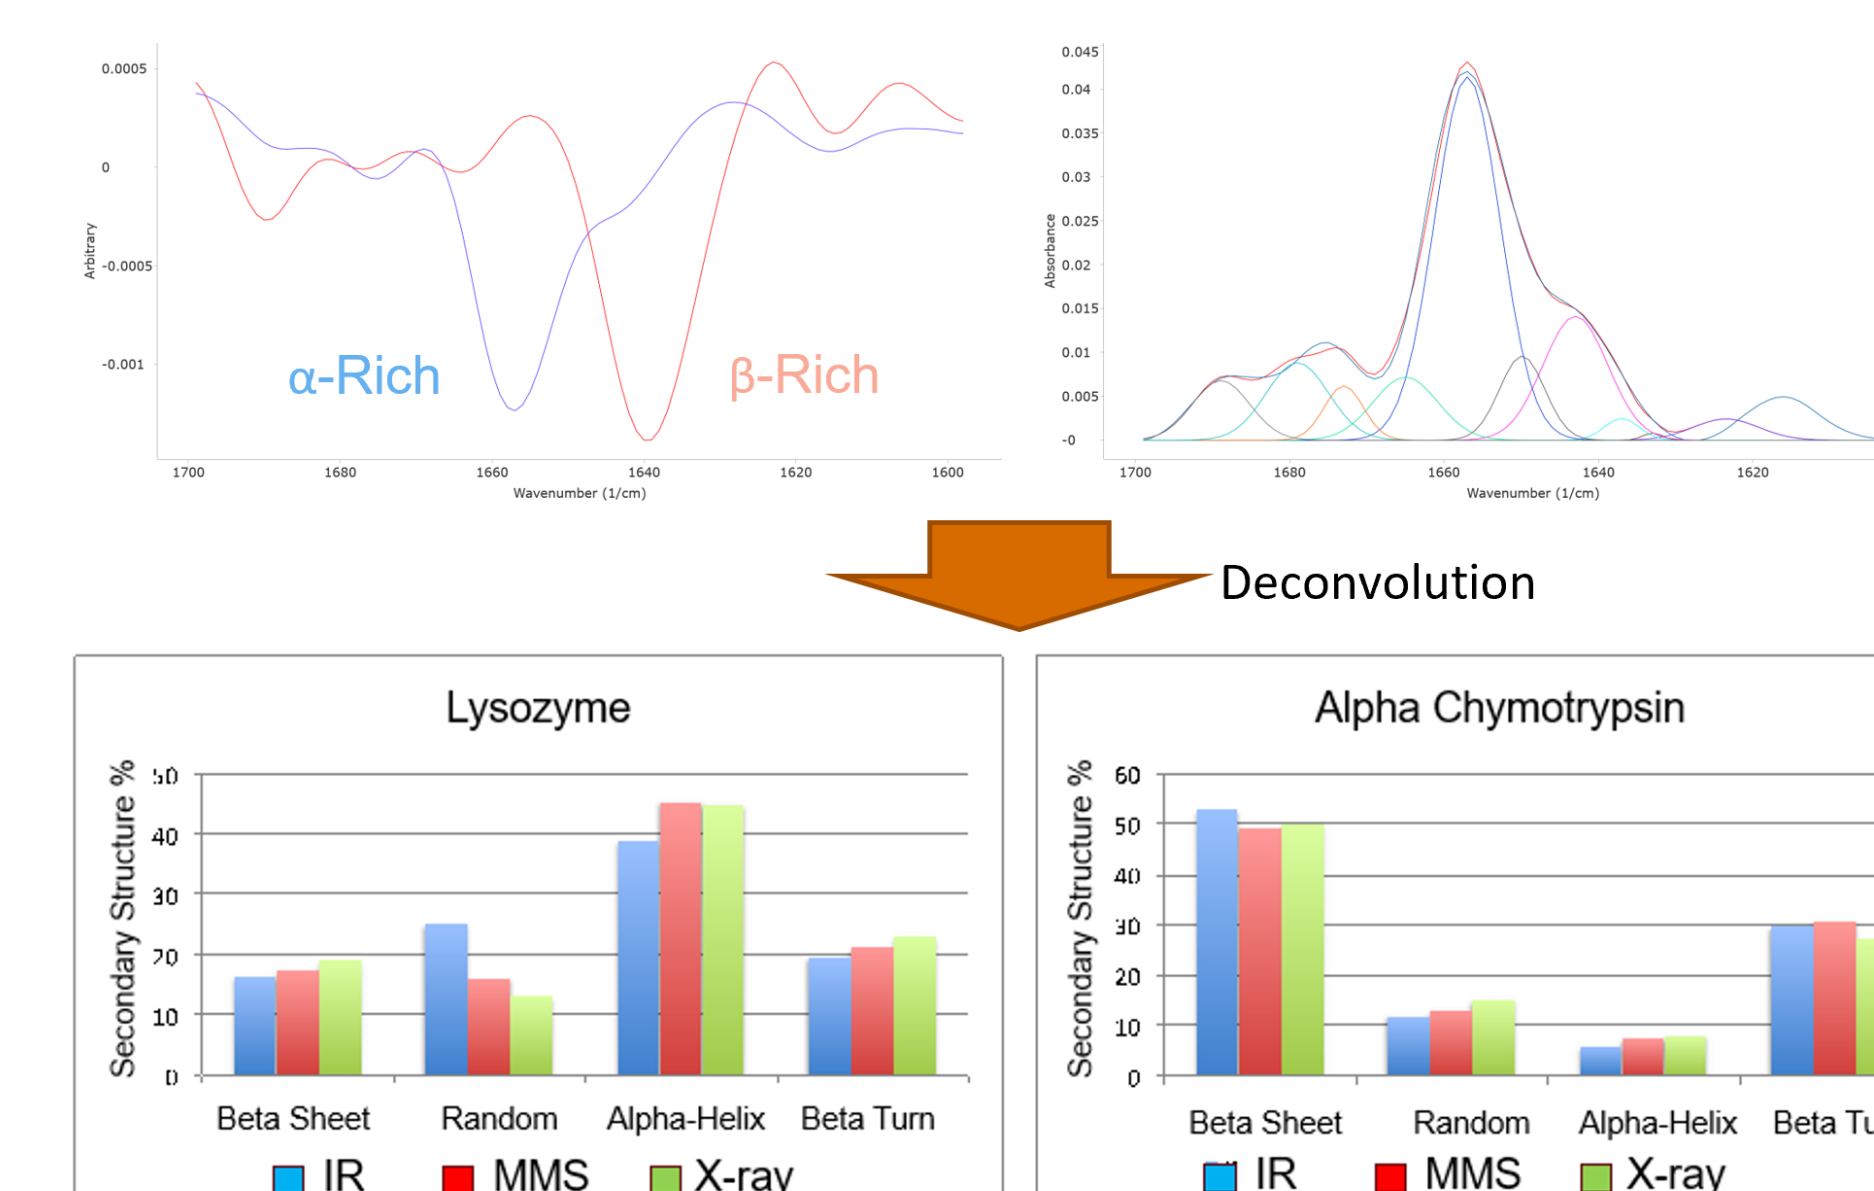 0.0005
0
-0.0005
-0.001
Arbitrary
α-Rich
β-Rich
1700 1680 1660 1640 1620 1600
Wavenumber (1/cm)
0.045
0.04
0.035
0.03
0.025
0.02
0.015
0.01
0.005
-0
Absorbance
1700 1680 1660 1640 1620
Wavenumber (1/cm)
Deconvolution
Lysozyme
Secondary Structure %
50
40
30
20
10
0
Beta Sheet Random Alpha-Helix Beta Turn
IR MMS X-ray
Alpha Chymotrypsin
Secondary Structure %
60
50
40
30
20
10
0
Beta Sheet Random Alpha-Helix Beta Tu
IR MMS X-ray